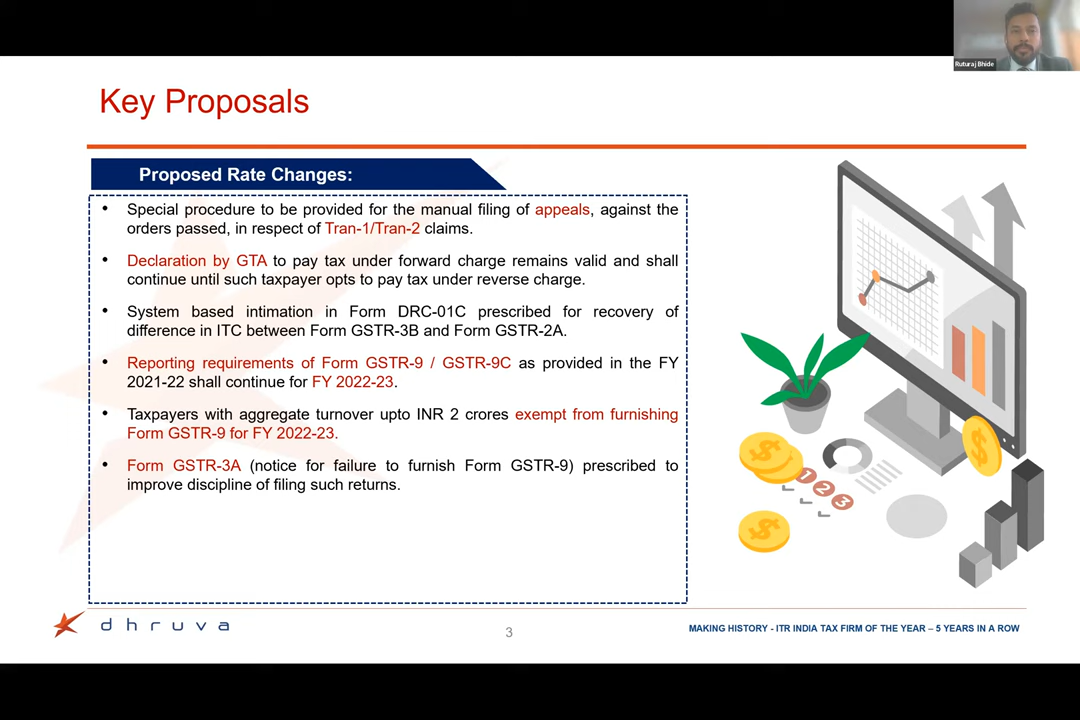 Ruturaj Bhide
Key Proposals
Proposed Rate Changes:
• Special procedure to be provided for the manual filing of appeals, against the
orders passed, in respect of Tran-1/Tran-2 claims.
• Declaration by GTA to pay tax under forward charge remains valid and shall
continue until such taxpayer opts to pay tax under reverse charge.
• System based intimation in Form DRC-01C prescribed for recovery of
difference in ITC between Form GSTR-3B and Form GSTR-2A.
• Reporting requirements of Form GSTR-9 / GSTR-9C as provided in the FY
2021-22 shall continue for FY 2022-23.
• Taxpayers with aggregate turnover upto INR 2 crores exempt from furnishing
Form GSTR-9 for FY 2022-23.
• Form GSTR-3A (notice for failure to furnish Form GSTR-9) prescribed to
improve discipline of filing such returns.
$
$
$
1
2
3
dhruva
3
MAKING HISTORY - ITR INDIA TAX FIRM OF THE YEAR – 5 YEARS IN A ROW